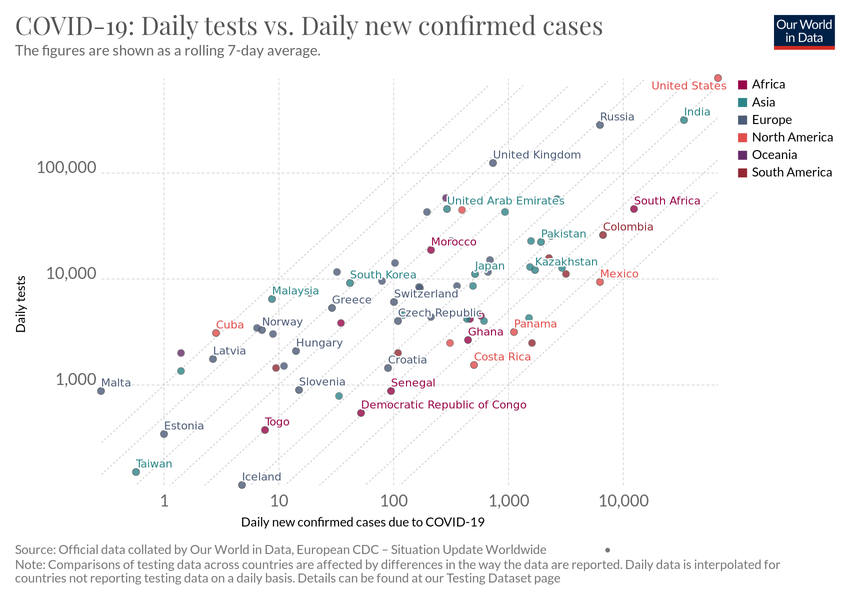 COVID-19: Daily tests vs. Daily new confirmed cases
The figures are shown as a rolling 7-day average.
Our World
in Data
United States
Africa
Asia
Europe
North America
Oceania
South America
India
Russia
United Kingdom
100,000
United Arab Emirates
South Africa
Colombia
Pakistan
Morocco
Kazakhstan
Japan
South Korea
Mexico
10,000
Malaysia
Switzerland
Greece
Czech Republic
Cuba
Norway
Panama
Ghana
Hungary
Latvia
Croatia
Costa Rica
1,000
Malta
Slovenia
Senegal
Democratic Republic of Congo
Togo
Estonia
Taiwan
Iceland
Daily tests
1
10
100
1,000
10,000
Daily new confirmed cases due to COVID-19
Source: Official data collated by Our World in Data, European CDC – Situation Update Worldwide
Note: Comparisons of testing data across countries are affected by differences in the way the data are reported. Daily data is interpolated for
countries not reporting testing data on a daily basis. Details can be found at our Testing Dataset page